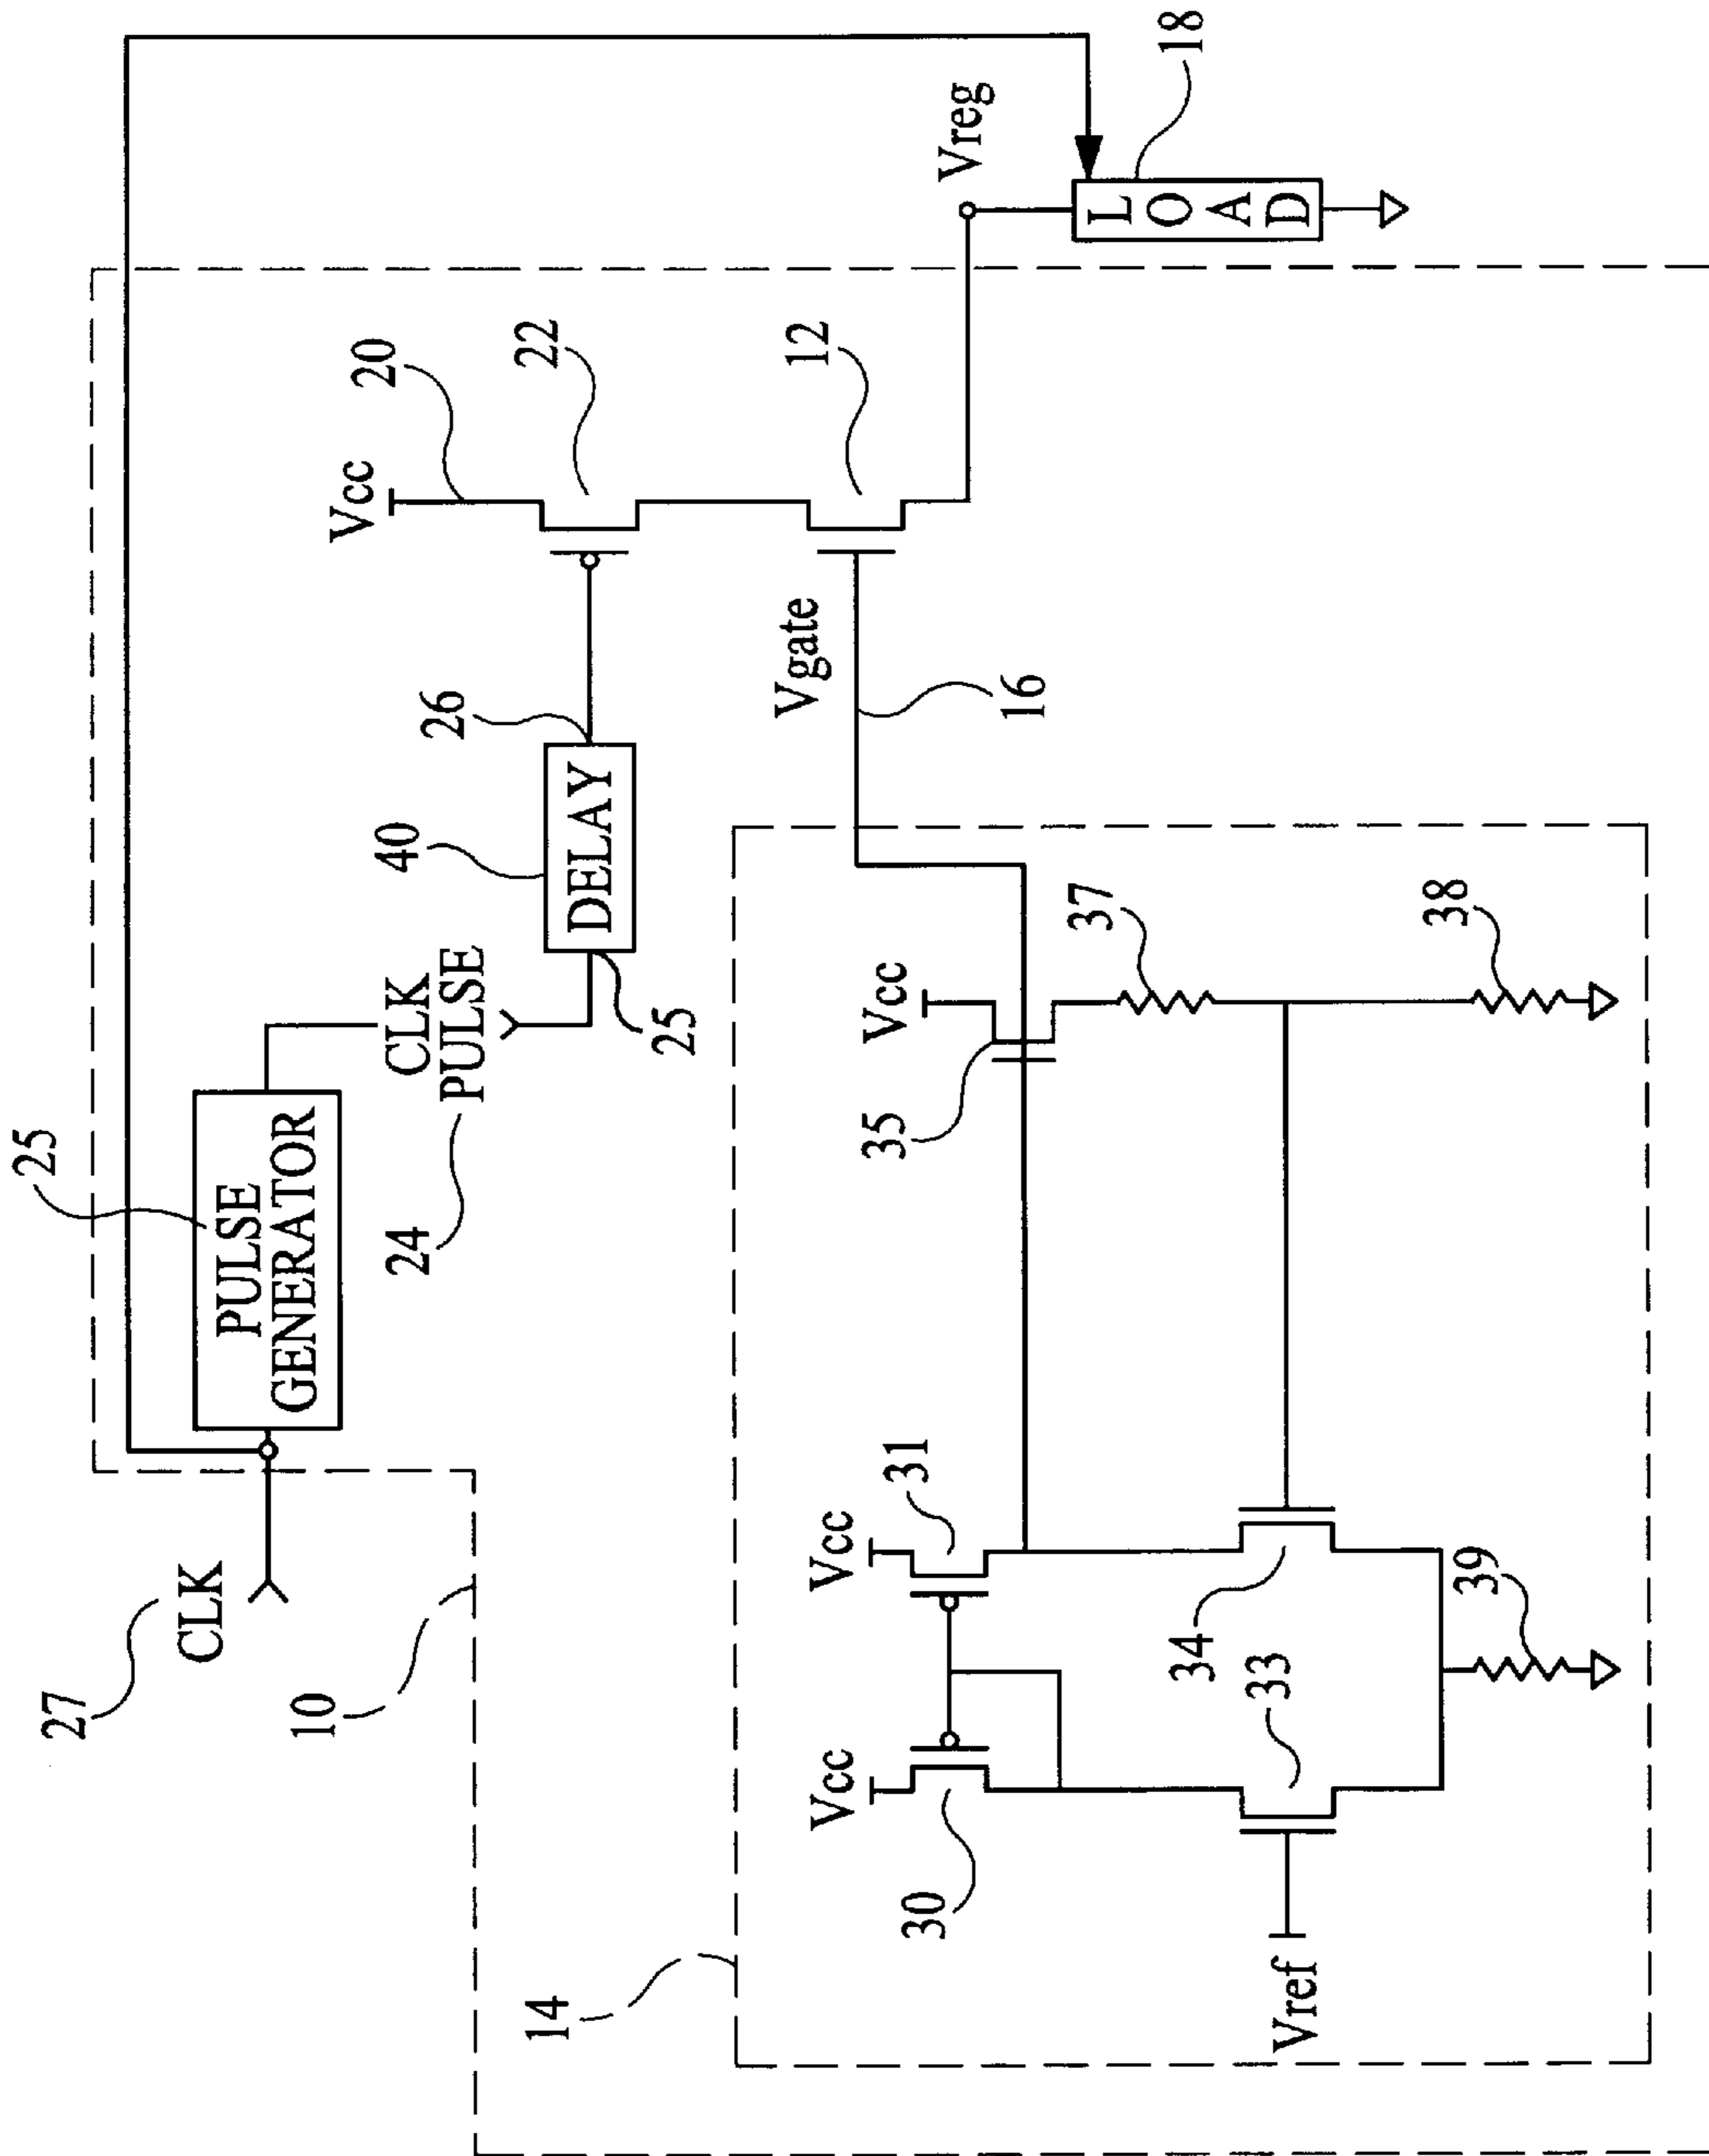 27
CLK
25
PULSE
GENERATOR
24
CLK
PULSE
25
40
DELAY
26
Vcc
20
22
12
Vgate
16
Vreg
LOAD
18
10
14
Vcc
30
Vcc
31
Vcc
35
37
38
33
34
39
Vref